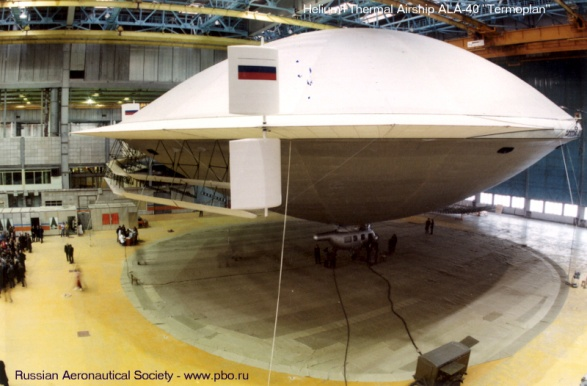 Helium-Thermal Airship ALA-40 "Termoplan"
Russian Aeronautical Society - www.pbo.ru